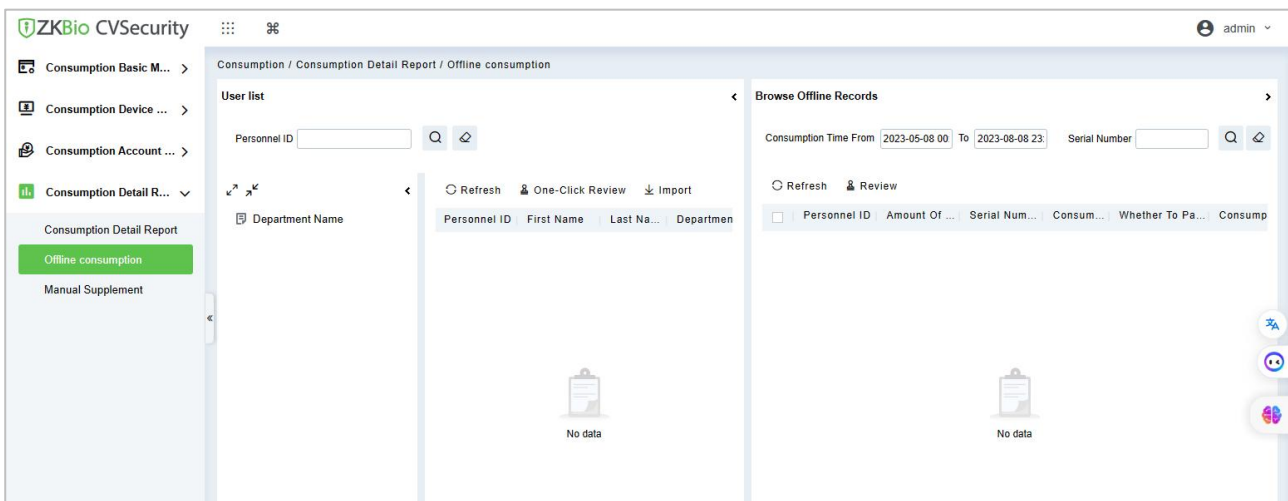 ZKBio CVSecurity
admin
Consumption Basic M...
Consumption Device ...
Consumption Account ...
Consumption Detail R...
Consumption Detail Report
Offline consumption
Manual Supplement
Consumption / Consumption Detail Report / Offline consumption
User list
Personnel ID
Department Name
Refresh One-Click Review Import
Personnel ID First Name Last Na... Departmen
No data
Browse Offline Records
Consumption Time From 2023-05-08 00 To 2023-08-08 23: Serial Number
Refresh Review
Personnel ID Amount Of ... Serial Num... Consum... Whether To Pa... Consump
No data